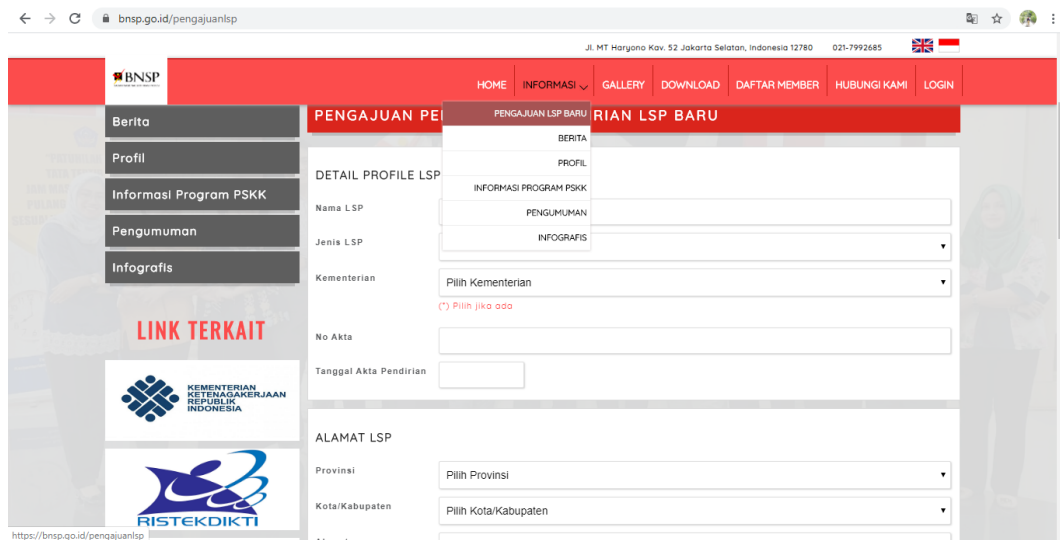 bnsp.go.id/pengajuanlsp
Jl. MT Haryono Kav. 52 Jakarta Selatan, Indonesia 12780 021-7992685
BNSP
HOME INFORMASI GALLERY DOWNLOAD DAFTAR MEMBER HUBUNGI KAMI LOGIN
PENGAJUAN LSP BARU
BERITA
PROFIL
INFORMASI PROGRAM PSKK
PENGUMUMAN
INFOGRAFIS
Berita
Profil
Informasi Program PSKK
Pengumuman
Infografis
LINK TERKAIT
KEMENTERIAN
KETENAGAKERJAAN
REPUBLIK
INDONESIA
RISTEKDIKTI
PENGAJUAN RIAN LSP BARU
DETAIL PROFILE LSP
Nama LSP
Jenis LSP
Kementerian Pilih Kementerian
(*) Pilih jika ada
No Akta
Tanggal Akta Pendirian
ALAMAT LSP
Provinsi Pilih Provinsi
Kota/Kabupaten Pilih Kota/Kabupaten
https://bnsp.go.id/pengajuanlsp